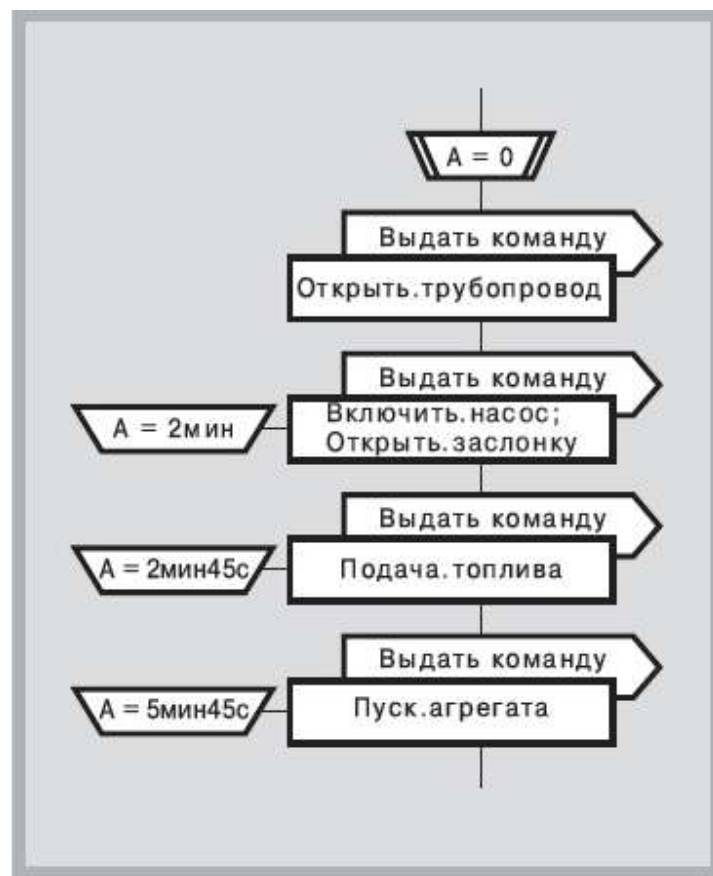 A = 0
Выдать команду
Открыть.трубопровод
Выдать команду
A = 2мин
Включить.насос;
Открыть.заслонку
Выдать команду
A = 2мин45с
Подача.топлива
Выдать команду
A = 5мин45с
Пуск.агрегата